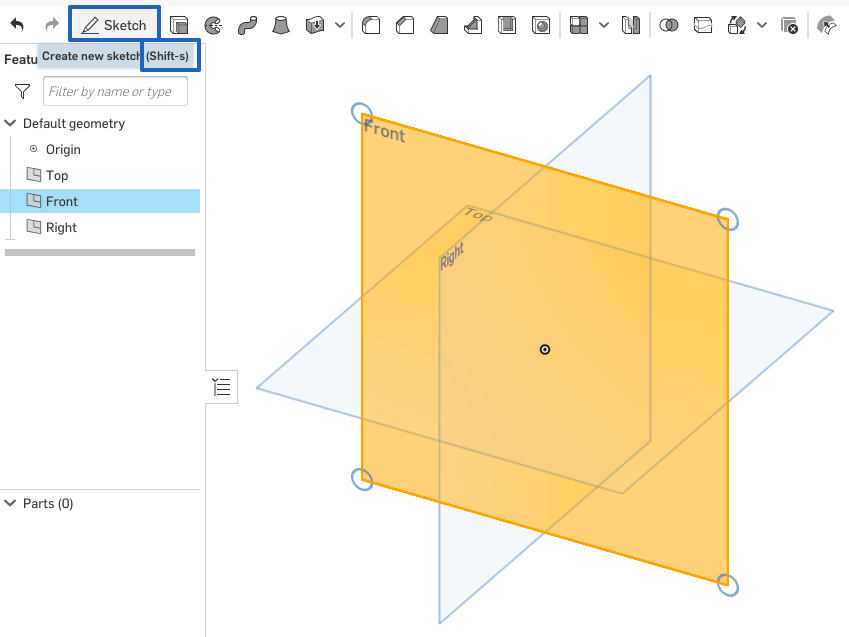 Sketch
Create new sketch (Shift-s)
Featu
Filter by name or type
Default geometry
Origin
Top
Front
Right
Parts (0)
Front
Top
Right